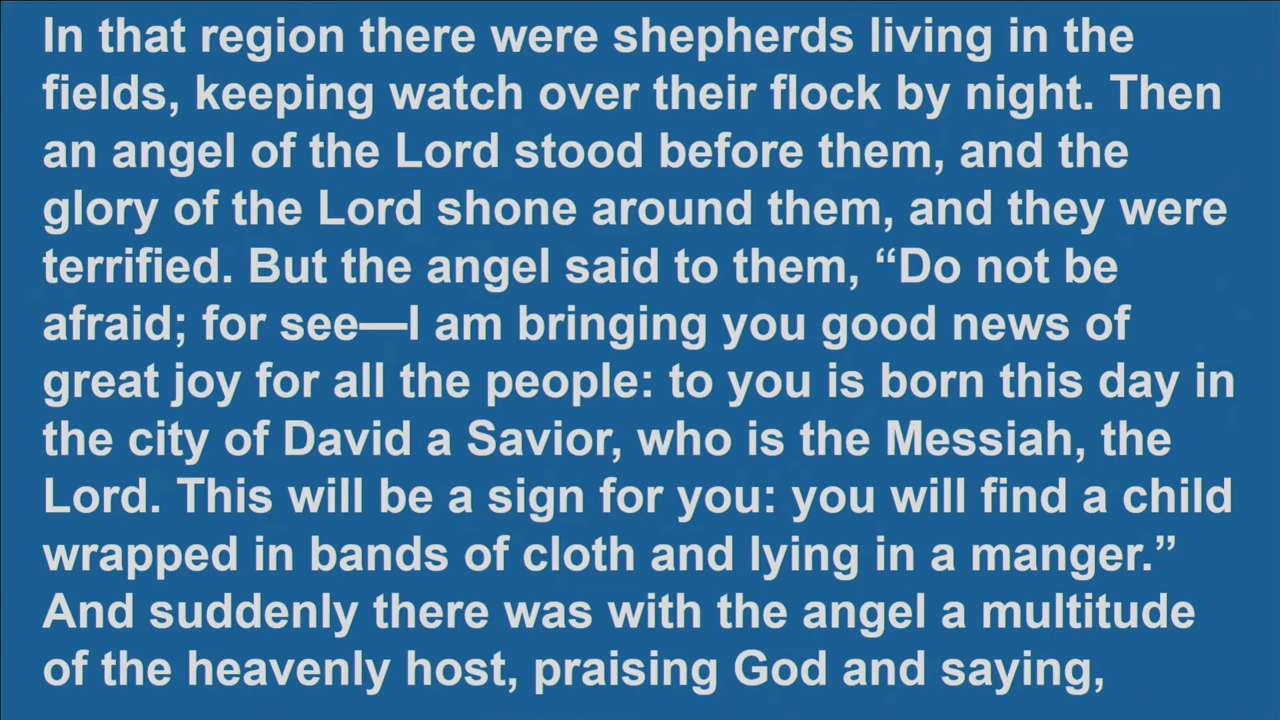 In that region there were shepherds living in the
fields, keeping watch over their flock by night. Then
an angel of the Lord stood before them, and the
glory of the Lord shone around them, and they were
terrified. But the angel said to them, “Do not be
afraid; for see—I am bringing you good news of
great joy for all the people: to you is born this day in
the city of David a Savior, who is the Messiah, the
Lord. This will be a sign for you: you will find a child
wrapped in bands of cloth and lying in a manger.”
And suddenly there was with the angel a multitude
of the heavenly host, praising God and saying,